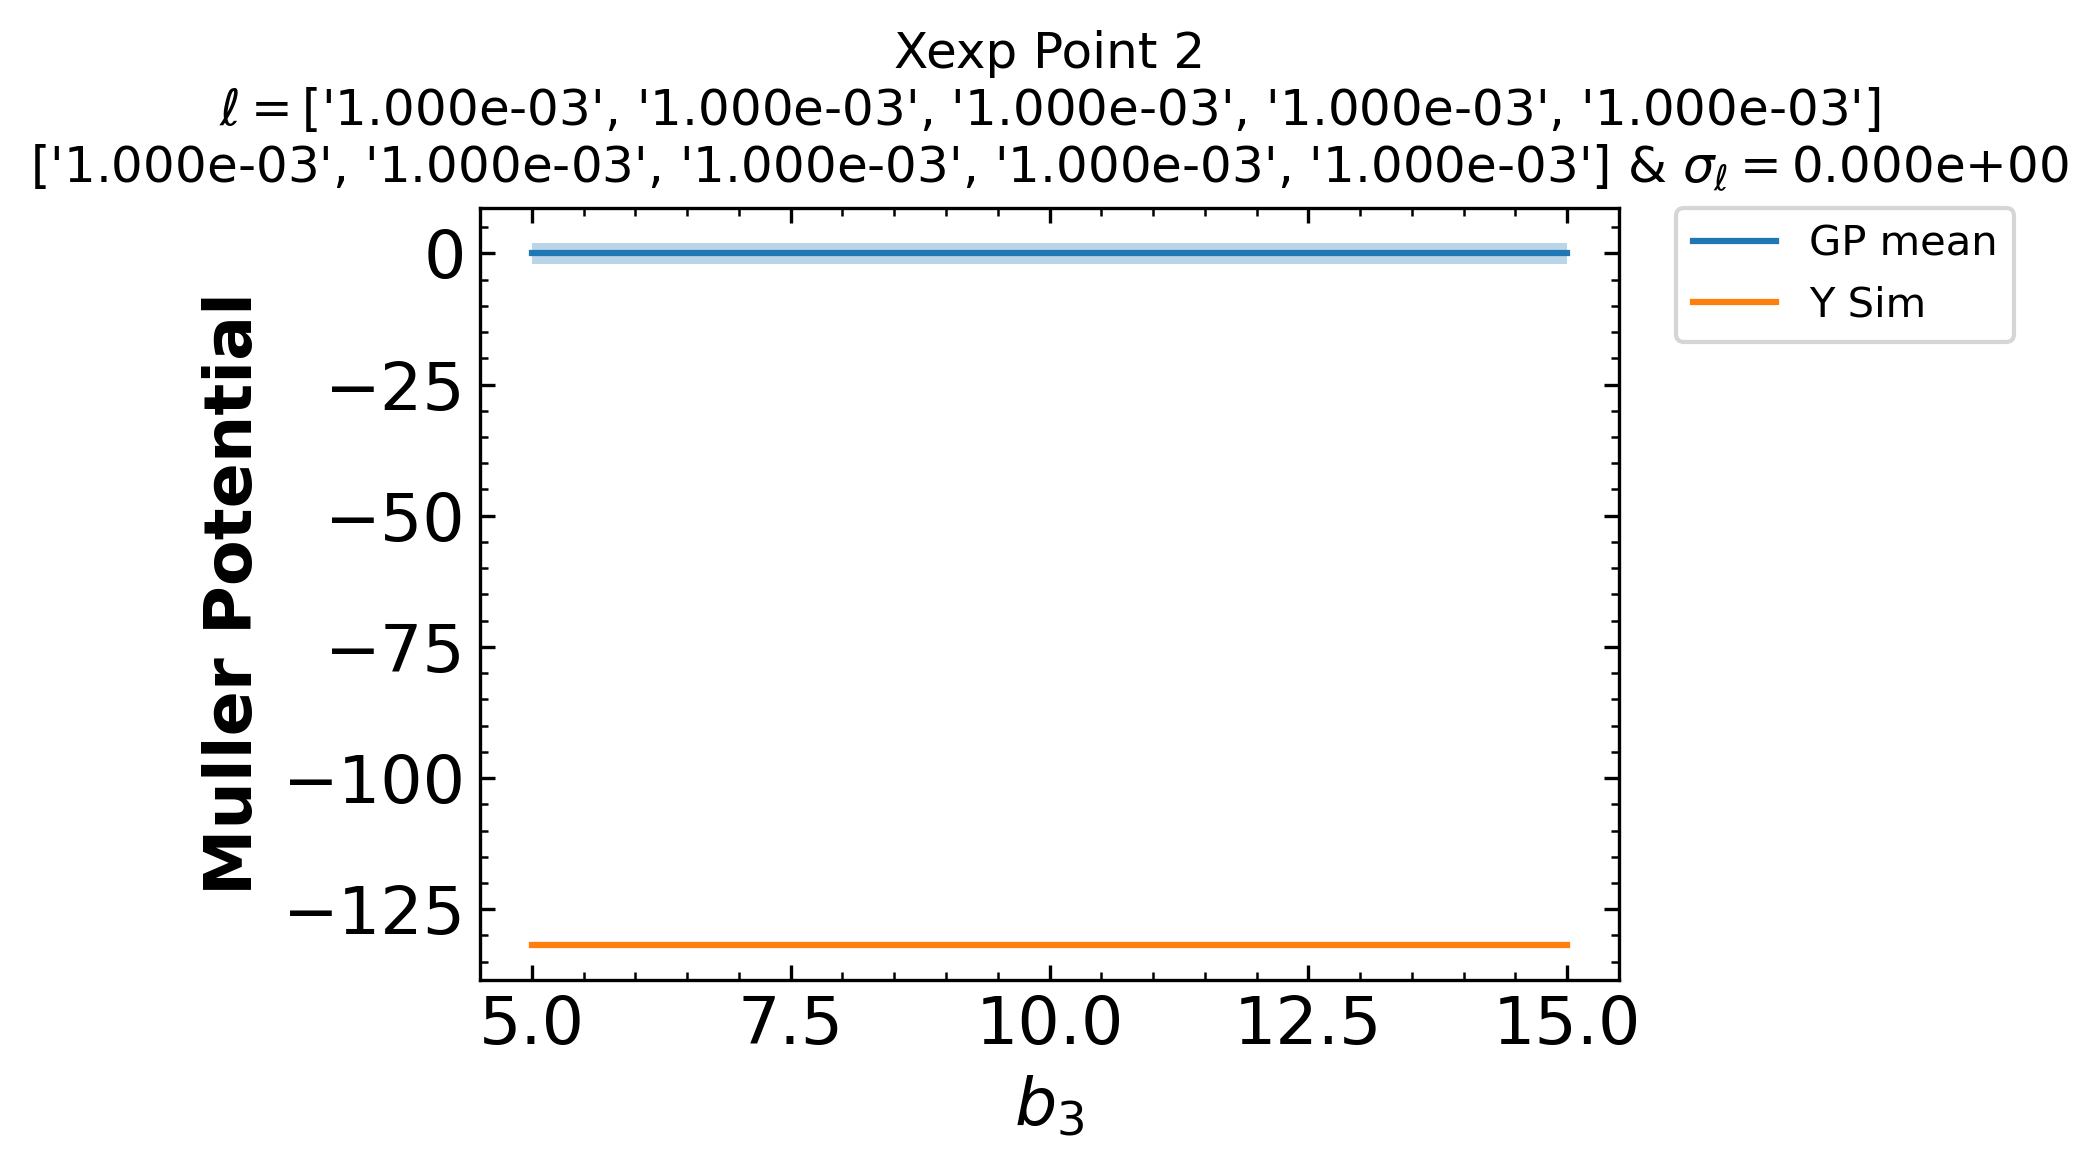 Xexp Point 2
ℓ = ['1.000e-03', '1.000e-03', '1.000e-03', '1.000e-03', '1.000e-03']
['1.000e-03', '1.000e-03', '1.000e-03', '1.000e-03', '1.000e-03'] & σℓ = 0.000e+00
GP mean
Y Sim
Muller Potential
0
−25
−50
−75
−100
−125
5.0 7.5 10.0 12.5 15.0
b₃